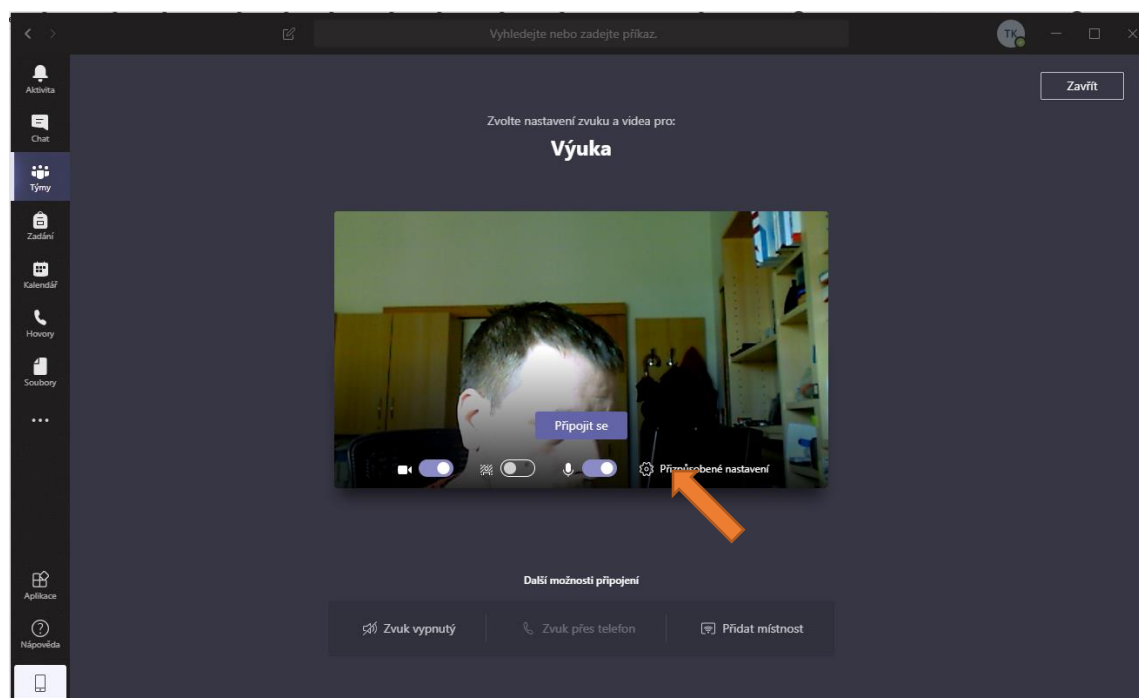 Vyhledejte nebo zadejte příkaz.
TK
Aktivita
Chat
Týmy
Zadání
Kalendář
Hovory
Soubory
Aplikace
Nápověda
Zavřít
Zvolte nastavení zvuku a videa pro:
Výuka
Připojit se
Přizpůsobené nastavení
Další možnosti připojení
Zvuk vypnutý
Zvuk přes telefon
Přidat místnost